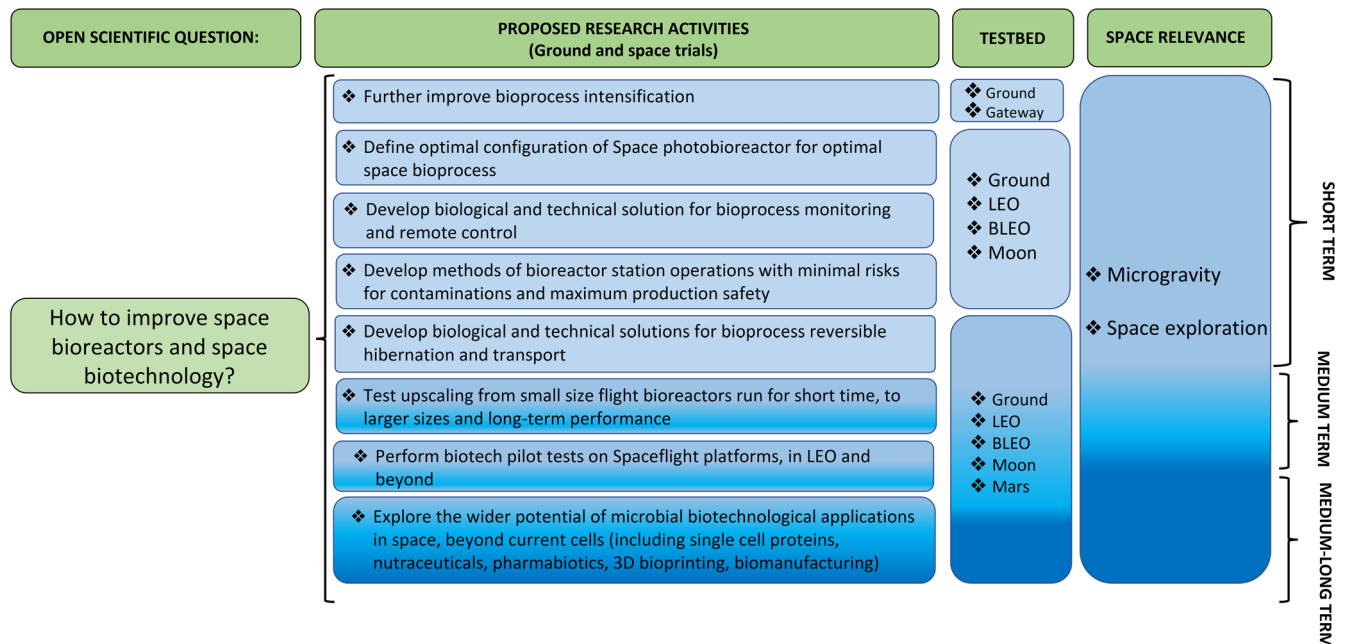 OPEN SCIENTIFIC QUESTION:
PROPOSED RESEARCH ACTIVITIES
(Ground and space trials)
TESTBED
SPACE RELEVANCE
How to improve space
bioreactors and space
biotechnology?
❖ Further improve bioprocess intensification
❖ Define optimal configuration of Space photobioreactor for optimal
space bioprocess
❖ Develop biological and technical solution for bioprocess monitoring
and remote control
❖ Develop methods of bioreactor station operations with minimal risks
for contaminations and maximum production safety
❖ Develop biological and technical solutions for bioprocess reversible
hibernation and transport
❖ Test upscaling from small size flight bioreactors run for short time, to
larger sizes and long-term performance
❖ Perform biotech pilot tests on Spaceflight platforms, in LEO and
beyond
❖ Explore the wider potential of microbial biotechnological applications
in space, beyond current cells (including single cell proteins,
nutraceuticals, pharmabiotics, 3D bioprinting, biomanufacturing)
❖ Ground
❖ Gateway
❖ Ground
❖ LEO
❖ BLEO
❖ Moon
❖ Ground
❖ LEO
❖ BLEO
❖ Moon
❖ Mars
❖ Microgravity
❖ Space exploration
SHORT TERM
MEDIUM TERM
MEDIUM-LONG TERM